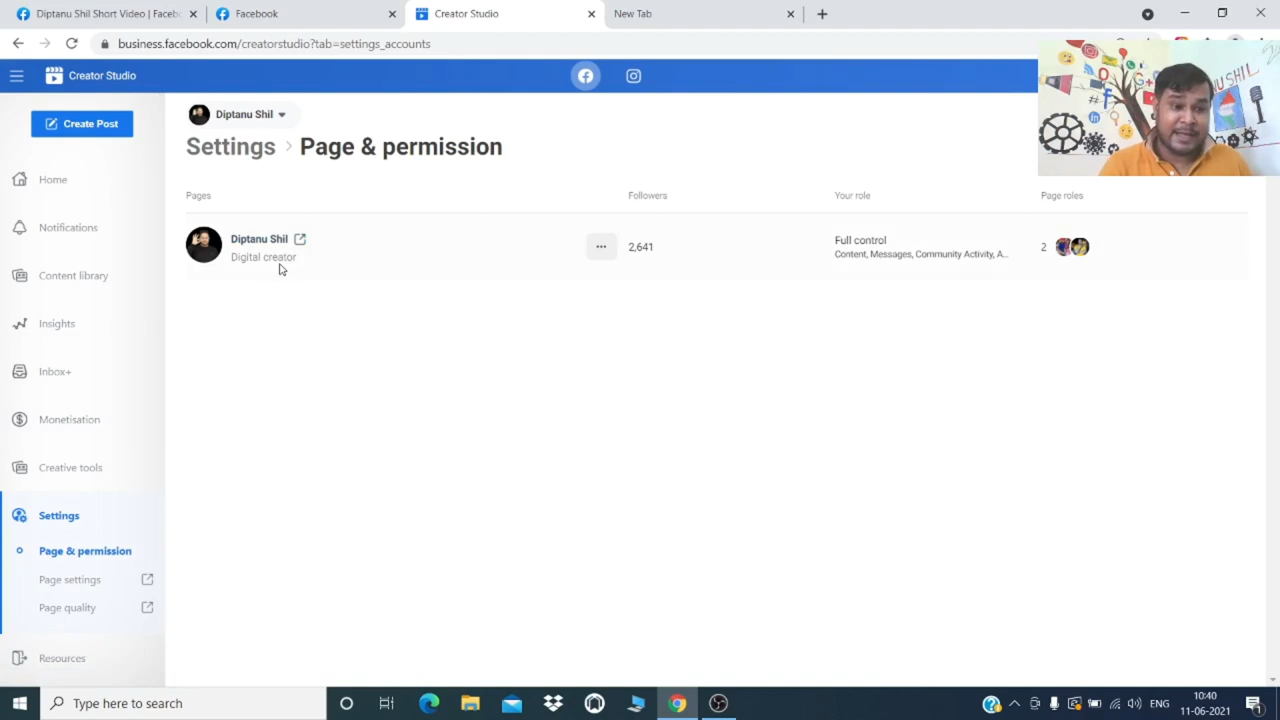 Diptanu Shil Short Video | Faceb
Facebook
Creator Studio
New Tab
business.facebook.com/creatorstudio?tab=settings_accounts
Creator Studio
Create Post
Home
Notifications
Content library
Insights
Inbox+
Monetisation
Creative tools
Settings
Page & permission
Page settings
Page quality
Resources
Diptanu Shil
Settings > Page & permission
Pages Followers Your role Page roles
Diptanu Shil
Digital creator
2,641
Full control
Content, Messages, Community Activity, A...
2
NU SHIL
Type here to search
ENG
10:40
11-06-2021